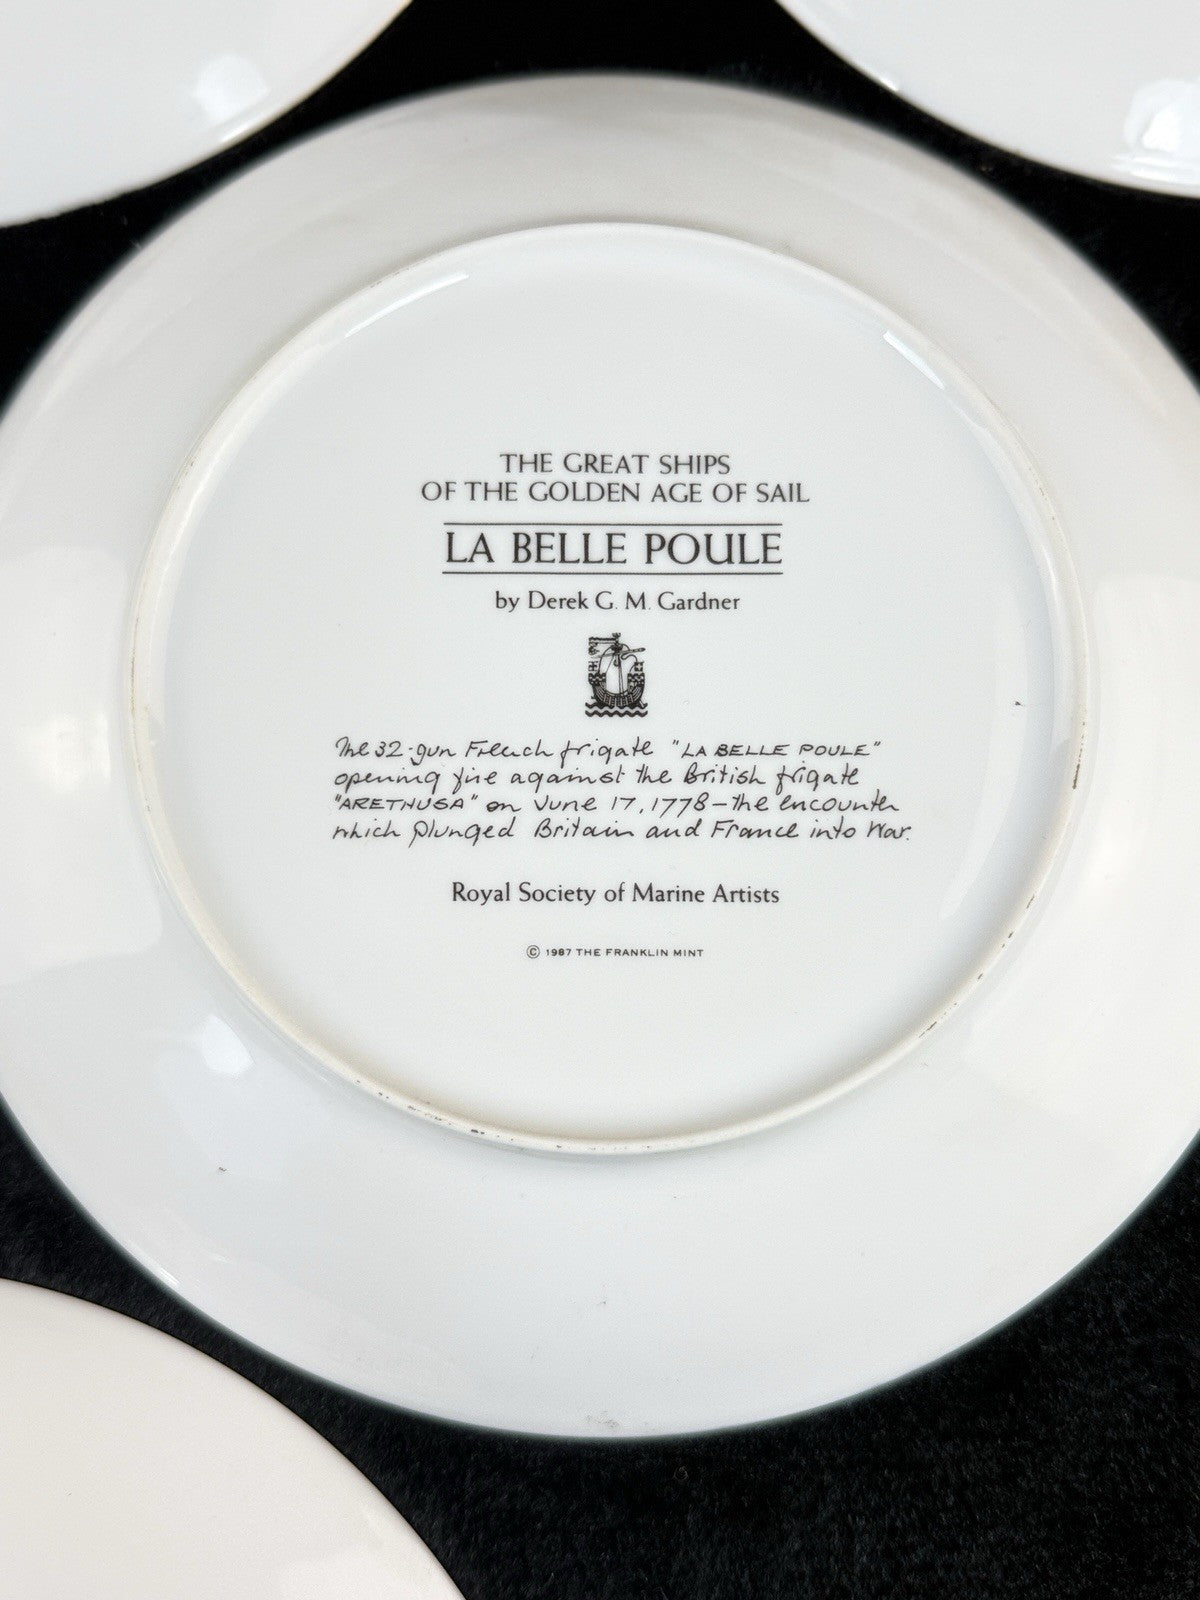 THE GREAT SHIPS
OF THE GOLDEN AGE OF SAIL
LA BELLE POULE
by Derek G. M. Gardner
The 32-gun French frigate "LA BELLE POULE"
opening fire against the British frigate
"ARETHUSA" on June 17, 1778 - the encounter
which plunged Britain and France into War.
Royal Society of Marine Artists
© 1987 THE FRANKLIN MINT